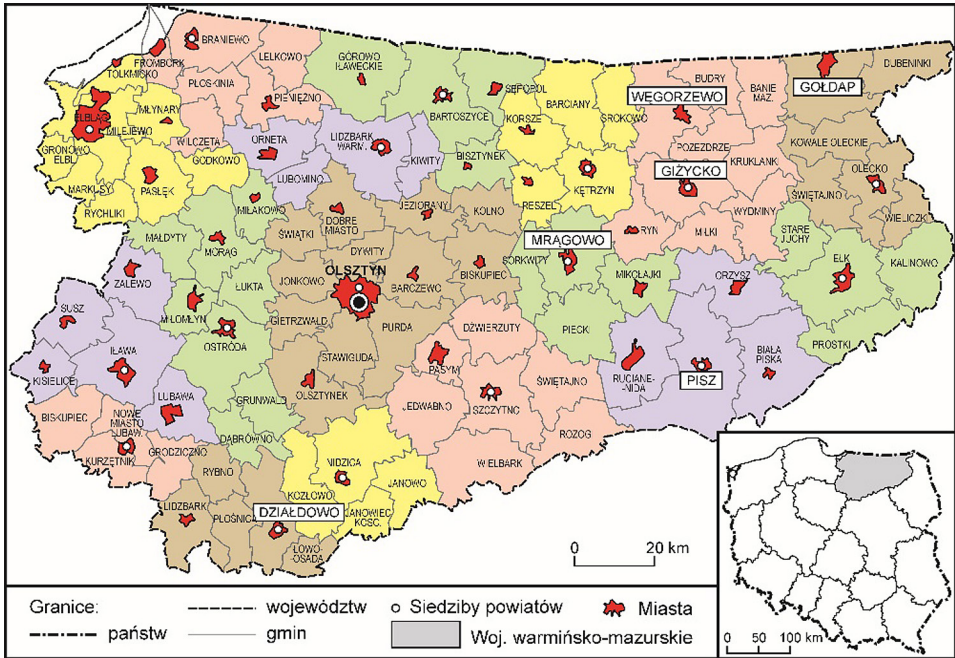 BRANIEWO
FROMBORK
TOLKMICKO
LELKOWO
PŁOSKINIA
PIENIĘŻNO
WILCZĘTA
GÓROWO
IŁAWECKIE
BARTOSZYCE
SĘPOPOL
BISZTYNEK
ELBLĄG
MILEJEWO
MŁYNARY
GRONOWO
ELBL.
MARKUSY
RYCHLIKI
PASŁĘK
GODKOWO
ORNETA
LUBOMINO
LIDZBARK
WARM.
KIWITY
BARCIANY
KORSZE
SROKOWO
KĘTRZYN
RESZEL
BUDRY
WĘGORZEWO
BANIE
MAZ.
POZEZDRZE
KRUKLANK.
GIŻYCKO
WYDMINY
MIŁKI
RYN
GOŁDAP
DUBENINKI
KOWALE OLECKIE
OLECKO
ŚWIĘTAJNO
WIELICZKI
STARE
JUCHY
EŁK
KALINOWO
PROSTKI
MIŁAKOWO
MAŁDYTY
MORĄG
ŁUKTA
MIŁOMŁYN
OSTRÓDA
GRUNWALD
DĄBRÓWNO
ŚWIĄTKI
DOBRE
MIASTO
JEZIORANY
KOLNO
DYWITY
JONKOWO
OLSZTYN
BARCZEWO
BISKUPIEC
GIETRZWAŁD
PURDA
STAWIGUDA
OLSZTYNEK
MRĄGOWO
SORKWITY
MIKOŁAJKI
PIECKI
ORZYSZ
RUCIANE-
NIDA
PISZ
BIAŁA
PISKA
ZALEWO
SUSZ
IŁAWA
KISIELICE
LUBAWA
BISKUPIEC
NOWE
MIASTO
LUBAW.
KURZĘTNIK
GRODZICZNO
DŹWIERZUTY
PASYM
JEDWABNO
SZCZYTNO
ŚWIĘTAJNO
ROZOG
WIELBARK
RYBNO
LIDZBARK
PŁOŚNICA
DZIAŁDOWO
IŁOWO-
OSADA
NIDZICA
KOZŁOWO
JANOWO
JANOWIEC
KOŚC.
0 20 km
0 50 100 km
Granice:
państw
województw
gmin
Siedziby powiatów
Miasta
Woj. warmińsko-mazurskie